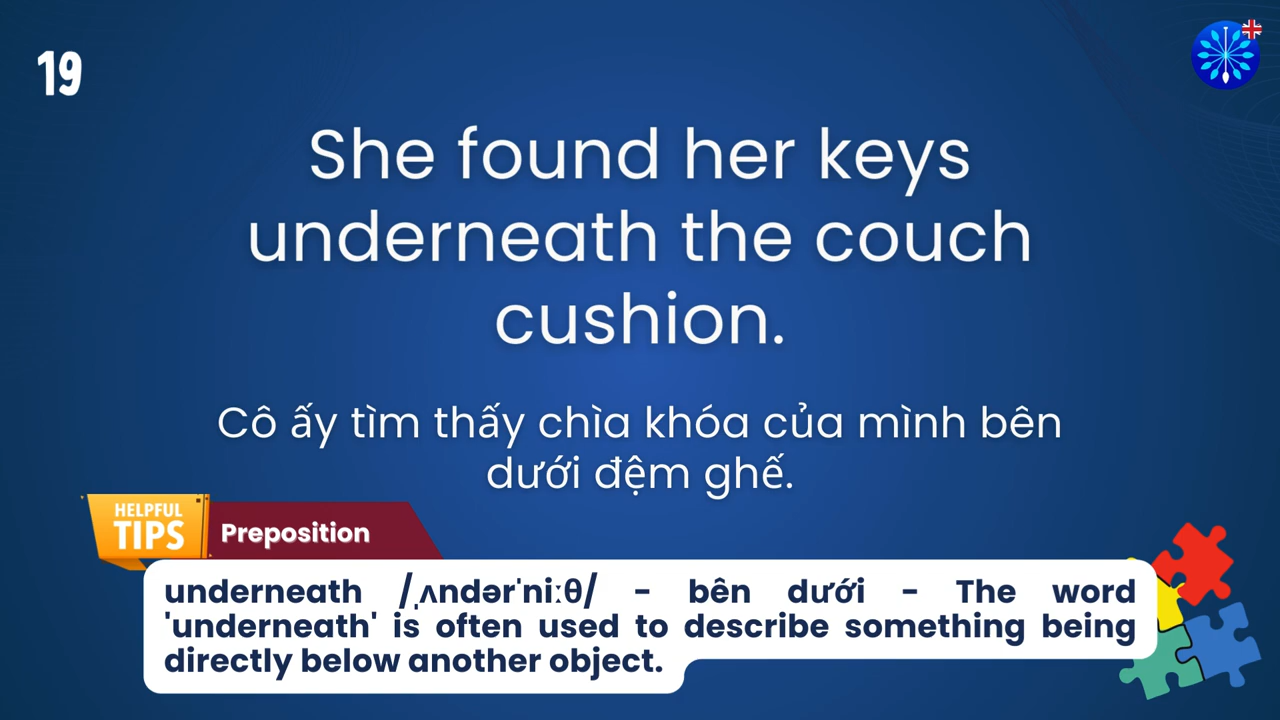 19
She found her keys
underneath the couch
cushion.
Cô ấy tìm thấy chìa khóa của mình bên
dưới đệm ghế.
HELPFUL
TIPS
Preposition
underneath /ˌʌndərˈniːθ/ - bên dưới - The word
'underneath' is often used to describe something being
directly below another object.